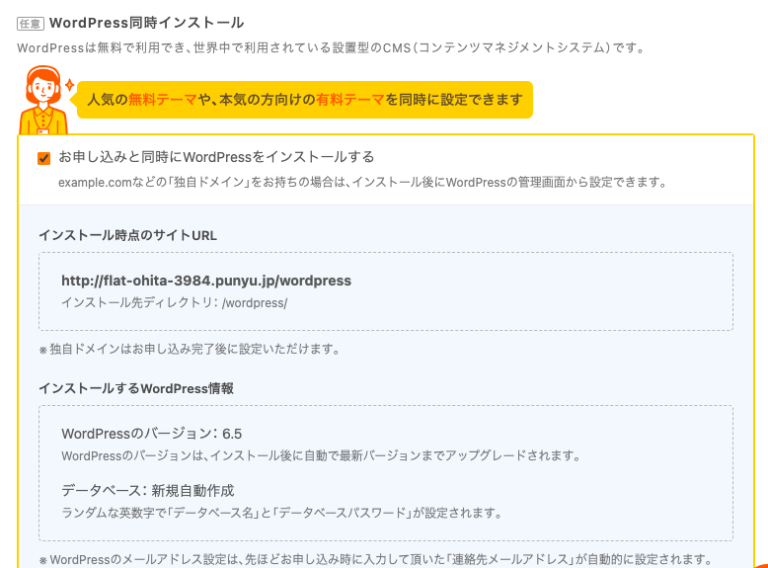 任意 WordPress同時インストール
WordPressは無料で利用でき、世界中で利用されている設置型のCMS（コンテンツマネジメントシステム）です。
人気の無料テーマや、本気の方向けの有料テーマを同時に設定できます
お申し込みと同時にWordPressをインストールする
example.comなどの「独自ドメイン」をお持ちの場合は、インストール後にWordPressの管理画面から設定できます。
インストール時点のサイトURL
http://flat-ohita-3984.punyu.jp/wordpress
インストール先ディレクトリ：/wordpress/
※独自ドメインはお申し込み完了後に設定いただけます。
インストールするWordPress情報
WordPressのバージョン：6.5
WordPressのバージョンは、インストール後に自動で最新バージョンまでアップグレードされます。
データベース：新規自動作成
ランダムな英数字で「データベース名」と「データベースパスワード」が設定されます。
※WordPressのメールアドレス設定は、先ほどお申し込み時に入力して頂いた「連絡先メールアドレス」が自動的に設定されます。